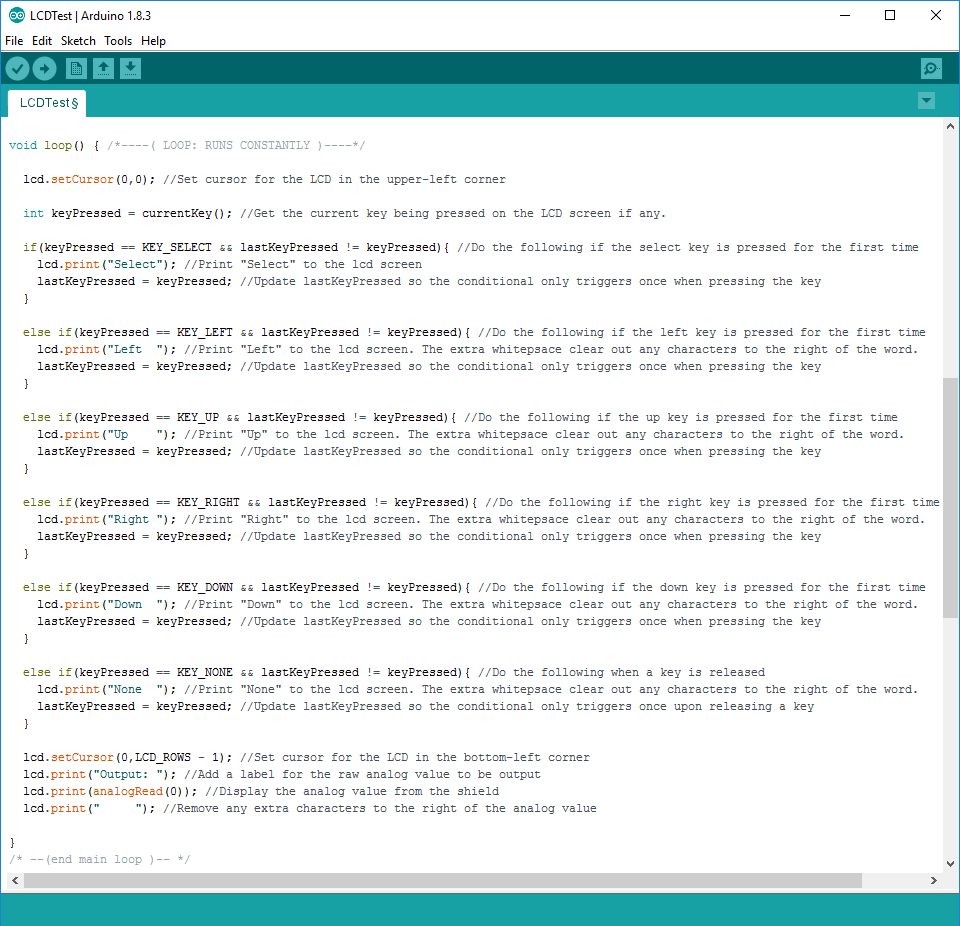 LCDTest | Arduino 1.8.3
File Edit Sketch Tools Help
LCDTest§
void loop() { /*----( LOOP: RUNS CONSTANTLY )----*/
  lcd.setCursor(0,0); //Set cursor for the LCD in the upper-left corner
  int keyPressed = currentKey(); //Get the current key being pressed on the LCD screen if any.
  if(keyPressed == KEY_SELECT && lastKeyPressed != keyPressed){ //Do the following if the select key is pressed for the first time
    lcd.print("Select"); //Print "Select" to the lcd screen
    lastKeyPressed = keyPressed; //Update lastKeyPressed so the conditional only triggers once when pressing the key
  }
  else if(keyPressed == KEY_LEFT && lastKeyPressed != keyPressed){ //Do the following if the left key is pressed for the first time
    lcd.print("Left  "); //Print "Left" to the lcd screen. The extra whitepsace clear out any characters to the right of the word.
    lastKeyPressed = keyPressed; //Update lastKeyPressed so the conditional only triggers once when pressing the key
  }
  else if(keyPressed == KEY_UP && lastKeyPressed != keyPressed){ //Do the following if the up key is pressed for the first time
    lcd.print("Up    "); //Print "Up" to the lcd screen. The extra whitepsace clear out any characters to the right of the word.
    lastKeyPressed = keyPressed; //Update lastKeyPressed so the conditional only triggers once when pressing the key
  }
  else if(keyPressed == KEY_RIGHT && lastKeyPressed != keyPressed){ //Do the following if the right key is pressed for the first time
    lcd.print("Right "); //Print "Right" to the lcd screen. The extra whitepsace clear out any characters to the right of the word.
    lastKeyPressed = keyPressed; //Update lastKeyPressed so the conditional only triggers once when pressing the key
  }
  else if(keyPressed == KEY_DOWN && lastKeyPressed != keyPressed){ //Do the following if the down key is pressed for the first time
    lcd.print("Down  "); //Print "Down" to the lcd screen. The extra whitepsace clear out any characters to the right of the word.
    lastKeyPressed = keyPressed; //Update lastKeyPressed so the conditional only triggers once when pressing the key
  }
  else if(keyPressed == KEY_NONE && lastKeyPressed != keyPressed){ //Do the following when a key is released
    lcd.print("None  "); //Print "None" to the lcd screen. The extra whitepsace clear out any characters to the right of the word.
    lastKeyPressed = keyPressed; //Update lastKeyPressed so the conditional only triggers once upon releasing a key
  }
  lcd.setCursor(0,LCD_ROWS - 1); //Set cursor for the LCD in the bottom-left corner
  lcd.print("Output: "); //Add a label for the raw analog value to be output
  lcd.print(analogRead(0)); //Display the analog value from the shield
  lcd.print("     "); //Remove any extra characters to the right of the analog value
}
/* --(end main loop )-- */